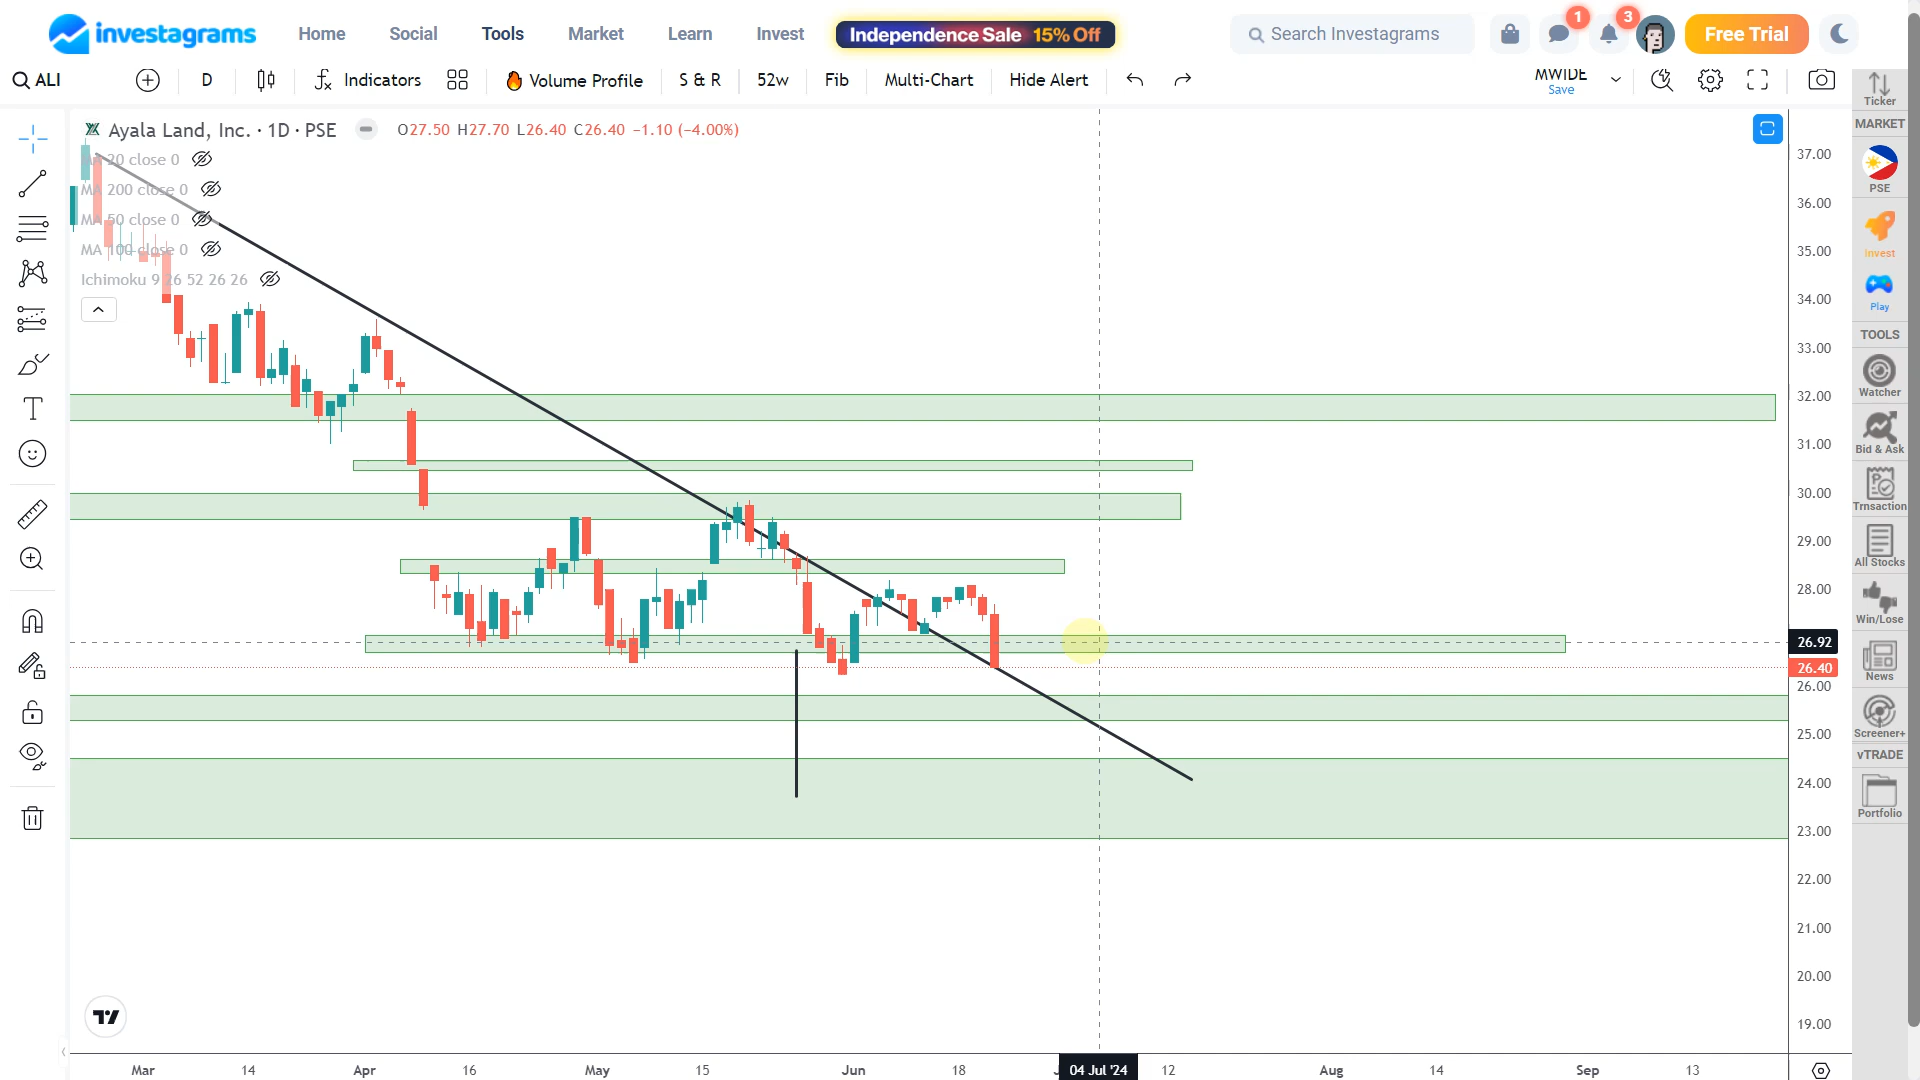 investagrams
Home
Social
Tools
Market
Learn
Invest
Independence Sale 15% Off
Search Investagrams
1
3
Free Trial
ALI
D
Indicators
Volume Profile
S & R
52w
Fib
Multi-Chart
Hide Alert
MWIDE
Save
Ayala Land, Inc. · 1D · PSE
O27.50 H27.70 L26.40 C26.40 −1.10 (−4.00%)
20 close 0
MA 200 close 0
MA 50 close 0
MA 100 close 0
Ichimoku 9 26 52 26 26
37.00
36.00
35.00
34.00
33.00
32.00
31.00
30.00
29.00
28.00
26.92
26.40
26.00
25.00
24.00
23.00
22.00
21.00
20.00
19.00
Mar
14
Apr
16
May
15
Jun
18
04 Jul '24
12
Aug
14
Sep
13
Ticker
MARKET
PSE
Invest
Play
TOOLS
Watcher
Bid & Ask
Trnsaction
All Stocks
Win/Lose
News
Screener+
vTRADE
Portfolio